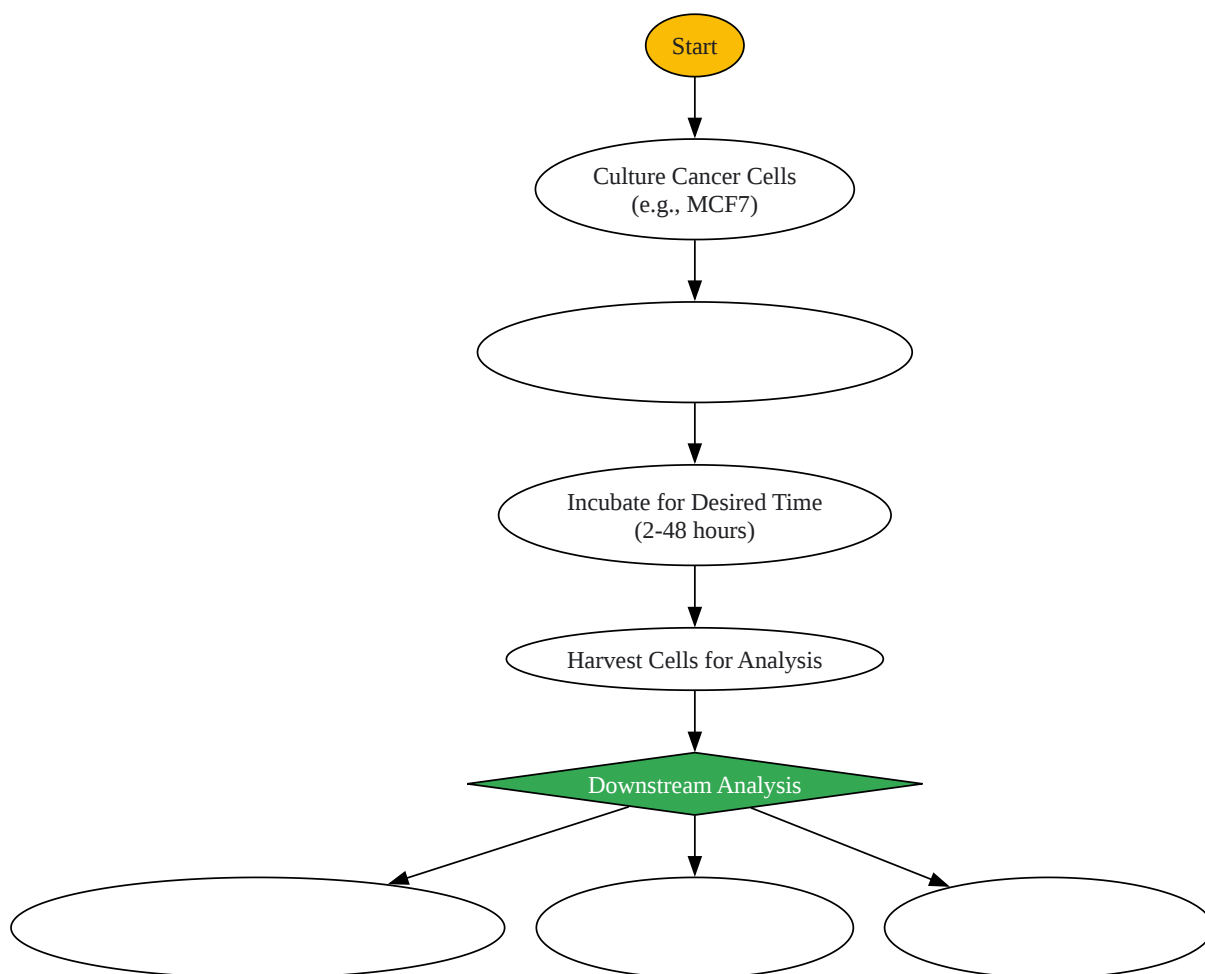 Start
Culture Cancer Cells
(e.g., MCF7)
Incubate for Desired Time
(2-48 hours)
Harvest Cells for Analysis
Downstream Analysis